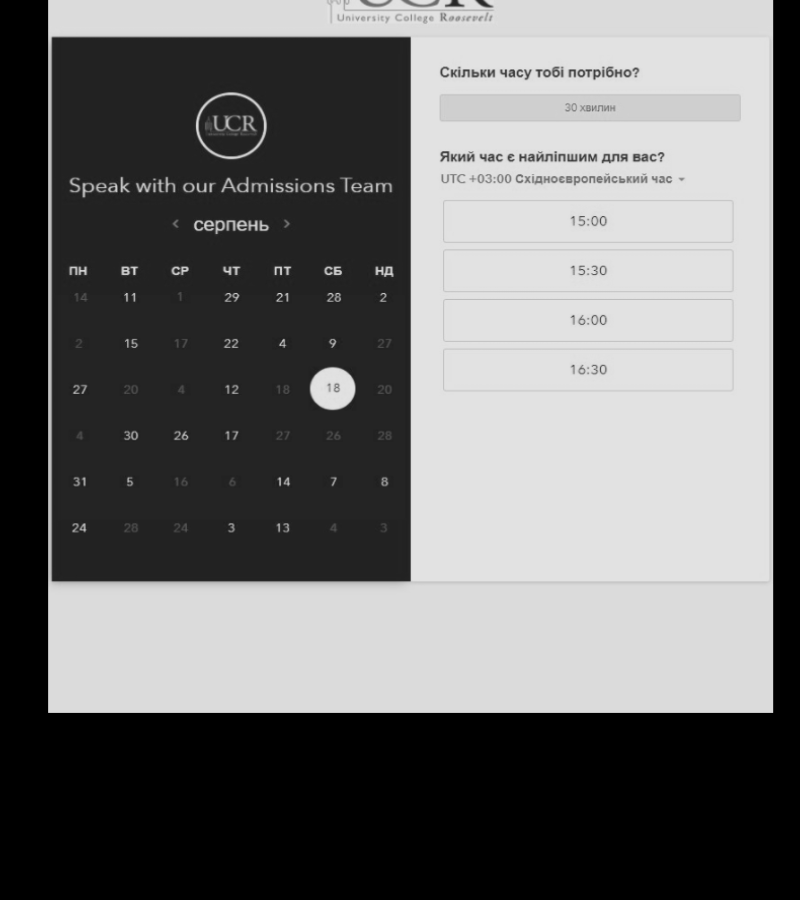 UCR
University College Roosevelt
UCR
Speak with our Admissions Team
‹ серпень ›
ПН ВТ СР ЧТ ПТ СБ НД
14 11 1 29 21 28 2
2 15 17 22 4 9 27
27 20 4 12 18 18 20
4 30 26 17 27 26 28
31 5 16 6 14 7 8
24 28 24 3 13 4 3
Скільки часу тобі потрібно?
30 хвилин
Який час є найліпшим для вас?
UTC +03:00 Східноєвропейський час
15:00
15:30
16:00
16:30